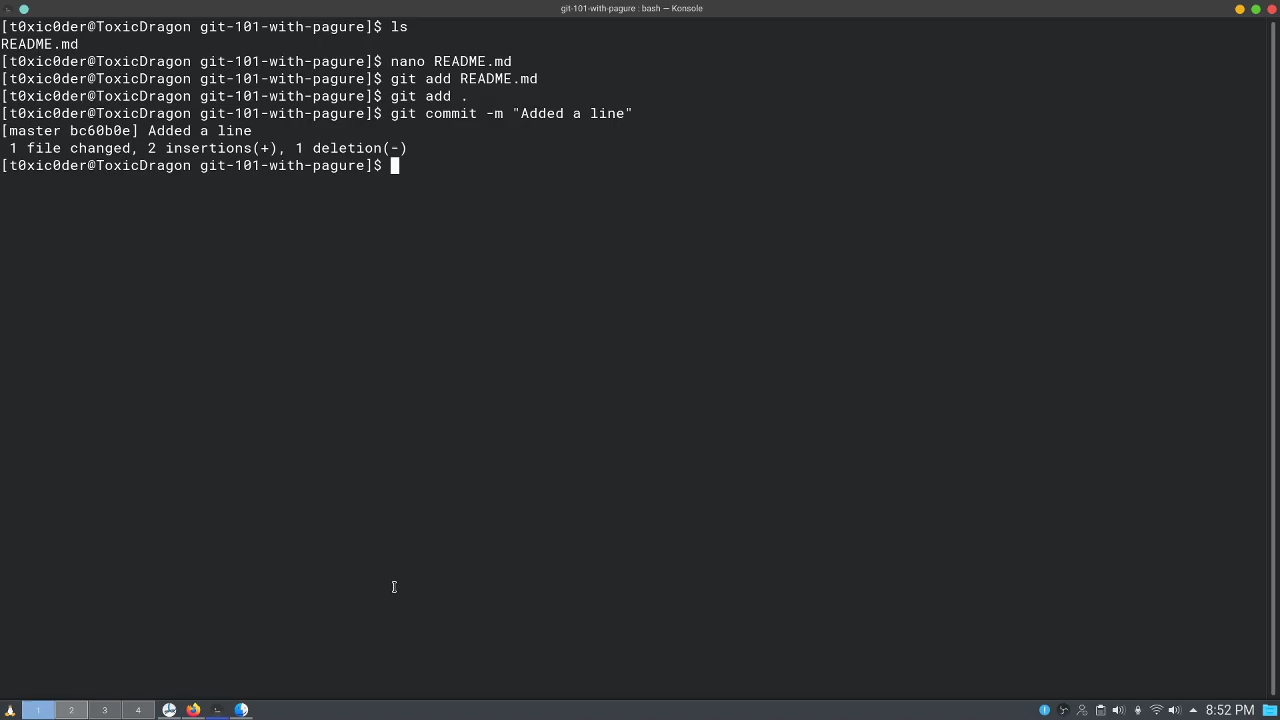 git-101-with-pagure : bash — Konsole
[t0xic0der@ToxicDragon git-101-with-pagure]$ ls
README.md
[t0xic0der@ToxicDragon git-101-with-pagure]$ nano README.md
[t0xic0der@ToxicDragon git-101-with-pagure]$ git add README.md
[t0xic0der@ToxicDragon git-101-with-pagure]$ git add .
[t0xic0der@ToxicDragon git-101-with-pagure]$ git commit -m "Added a line"
[master bc60b0e] Added a line
 1 file changed, 2 insertions(+), 1 deletion(-)
[t0xic0der@ToxicDragon git-101-with-pagure]$
1 2 3 4 8:52 PM